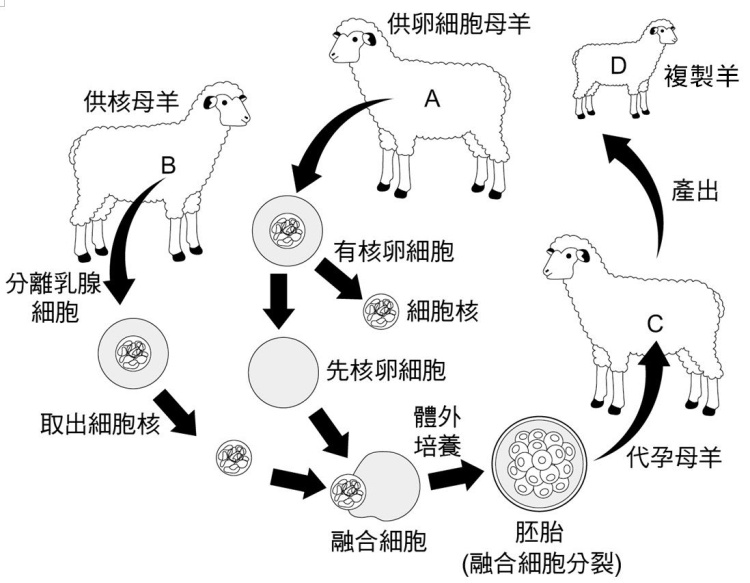 供卵細胞母羊
A
供核母羊
B
D
複製羊
產出
有核卵細胞
分離乳腺
細胞
細胞核
C
先核卵細胞
取出細胞核
體外
培養
代孕母羊
融合細胞
胚胎
(融合細胞分裂)